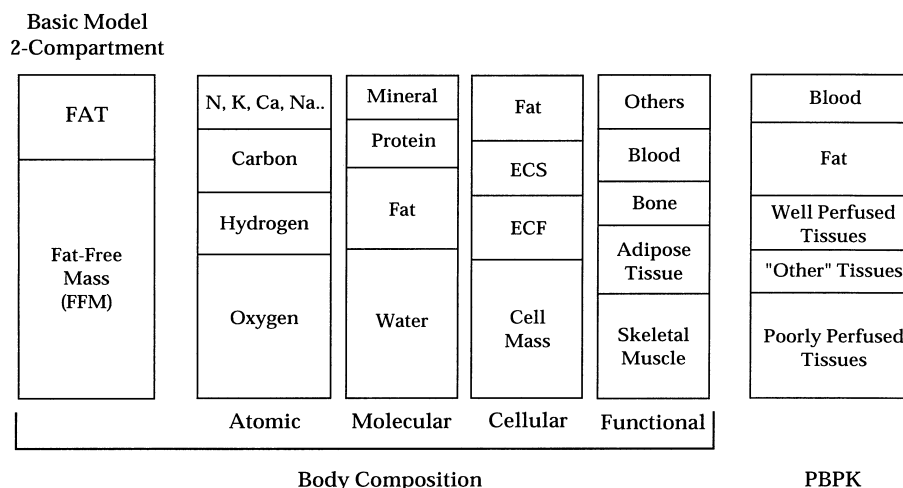 Basic Model
2-Compartment
FAT
Fat-Free
Mass
(FFM)
N, K, Ca, Na..
Carbon
Hydrogen
Oxygen
Atomic
Mineral
Protein
Fat
Water
Molecular
Fat
ECS
ECF
Cell
Mass
Cellular
Others
Blood
Bone
Adipose
Tissue
Skeletal
Muscle
Functional
Body Composition
Blood
Fat
Well Perfused
Tissues
"Other" Tissues
Poorly Perfused
Tissues
PBPK